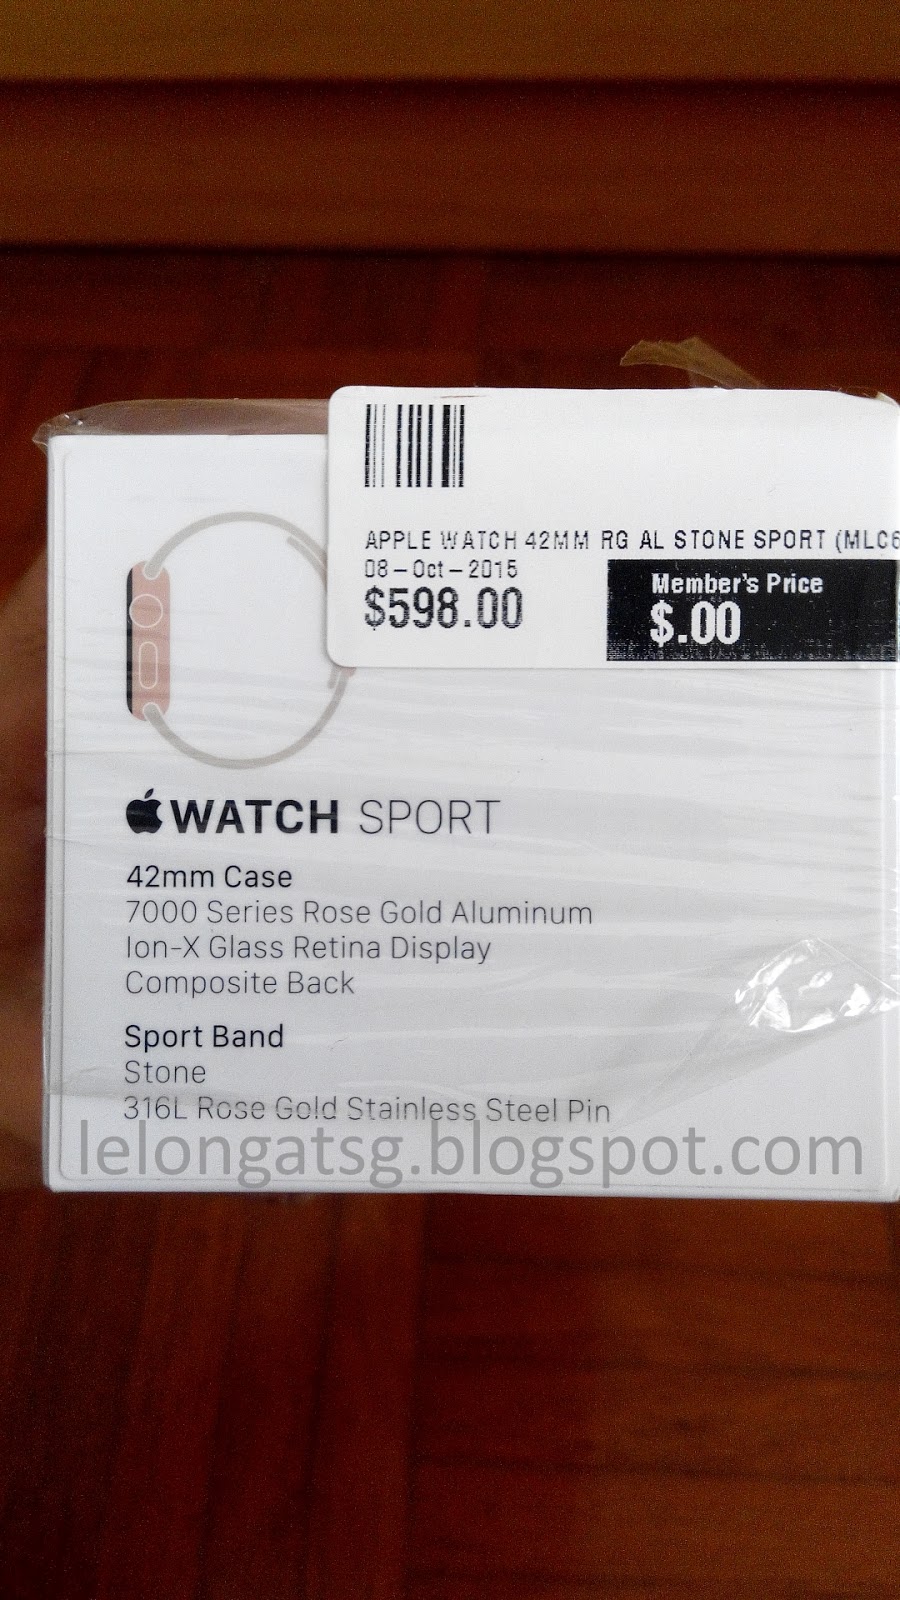 APPLE WATCH 42MM RG AL STONE SPORT (MLC6
08-Oct-2015
$598.00
Member's Price
$.00
WATCH SPORT
42mm Case
7000 Series Rose Gold Aluminum
Ion-X Glass Retina Display
Composite Back
Sport Band
Stone
316L Rose Gold Stainless Steel Pin
lelongatsg.blogspot.com